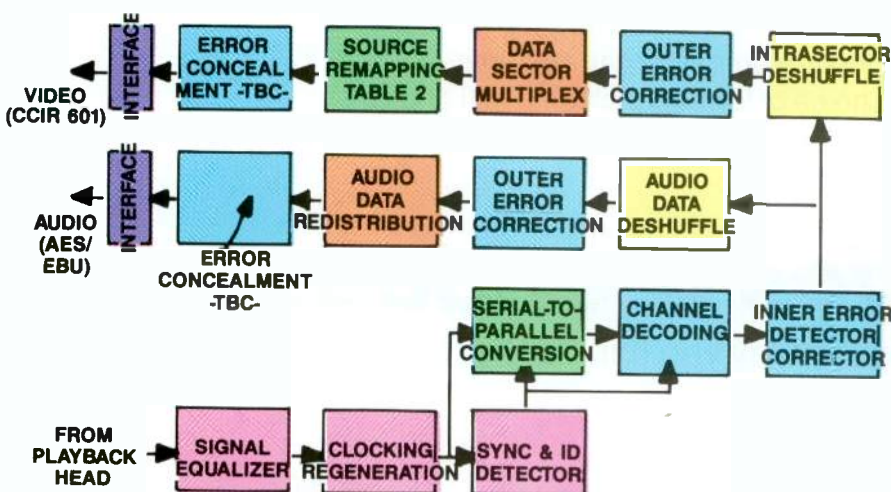 INTERFACE
ERROR
CONCEAL
MENT -TBC-
SOURCE
REMAPPING
TABLE 2
DATA
SECTOR
MULTIPLEX
OUTER
ERROR
CORRECTION
INTRASECTOR
DESHUFFLE
VIDEO
(CCIR 601)
INTERFACE
AUDIO
DATA
REDISTRIBUTION
OUTER
ERROR
CORRECTION
AUDIO
DATA
DESHUFFLE
AUDIO
(AES/
EBU)
ERROR
CONCEALMENT
-TBC-
SERIAL-TO-
PARALLEL
CONVERSION
CHANNEL
DECODING
INNER ERROR
DETECTOR
CORRECTOR
FROM
PLAYBACK
HEAD
SIGNAL
EQUALIZER
CLOCKING
REGENERATION
SYNC & ID
DETECTOR